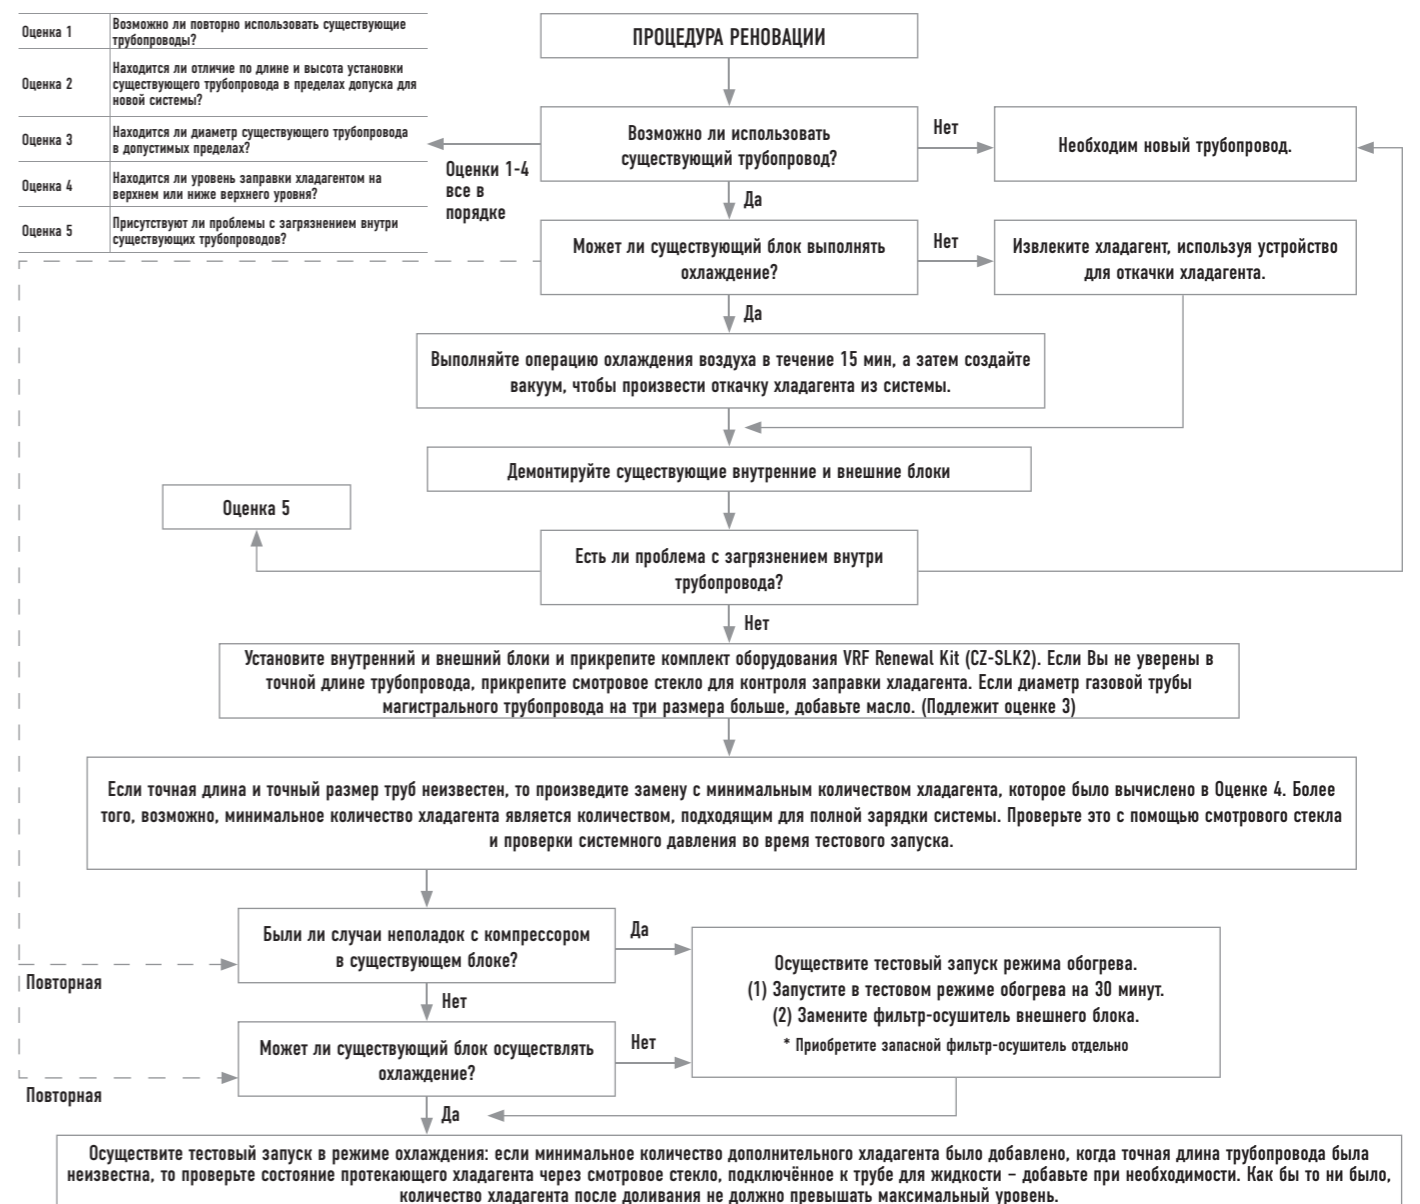 Оценка 1
Возможно ли повторно использовать существующие
трубопроводы?
Оценка 2
Находится ли отличие по длине и высота установки
существующего трубопровода в пределах допуска для
новой системы?
Оценка 3
Находится ли диаметр существующего трубопровода
в допустимых пределах?
Оценка 4
Находится ли уровень заправки хладагентом на
верхнем или ниже верхнего уровня?
Оценка 5
Присутствуют ли проблемы с загрязнением внутри
существующих трубопроводов?
ПРОЦЕДУРА РЕНОВАЦИИ
Возможно ли использовать
существующий трубопровод?
Нет
Необходим новый трубопровод.
Оценки 1-4
все в
порядке
Да
Может ли существующий блок выполнять
охлаждение?
Нет
Извлеките хладагент, используя устройство
для откачки хладагента.
Да
Выполняйте операцию охлаждения воздуха в течение 15 мин, а затем создайте
вакуум, чтобы произвести откачку хладагента из системы.
Демонтируйте существующие внутренние и внешние блоки
Оценка 5
Есть ли проблема с загрязнением внутри
трубопровода?
Нет
Установите внутренний и внешний блоки и прикрепите комплект оборудования VRF Renewal Kit (CZ-SLK2). Если Вы не уверены в
точной длине трубопровода, прикрепите смотровое стекло для контроля заправки хладагента. Если диаметр газовой трубы
магистрального трубопровода на три размера больше, добавьте масло. (Подлежит оценке 3)
Если точная длина и точный размер труб неизвестен, то произведите замену с минимальным количеством хладагента, которое было вычислено в Оценке 4. Более
того, возможно, минимальное количество хладагента является количеством, подходящим для полной зарядки системы. Проверьте это с помощью смотрового стекла
и проверки системного давления во время тестового запуска.
Были ли случаи неполадок с компрессором
в существующем блоке?
Да
Осуществите тестовый запуск режима обогрева.
(1) Запустите в тестовом режиме обогрева на 30 минут.
(2) Замените фильтр-осушитель внешнего блока.
* Приобретите запасной фильтр-осушитель отдельно
Повторная
Нет
Может ли существующий блок осуществлять
охлаждение?
Нет
Повторная
Да
Осуществите тестовый запуск в режиме охлаждения: если минимальное количество дополнительного хладагента было добавлено, когда точная длина трубопровода была
неизвестна, то проверьте состояние протекающего хладагента через смотровое стекло, подключённое к трубе для жидкости – добавьте при необходимости. Как бы то ни было,
количество хладагента после доливания не должно превышать максимальный уровень.